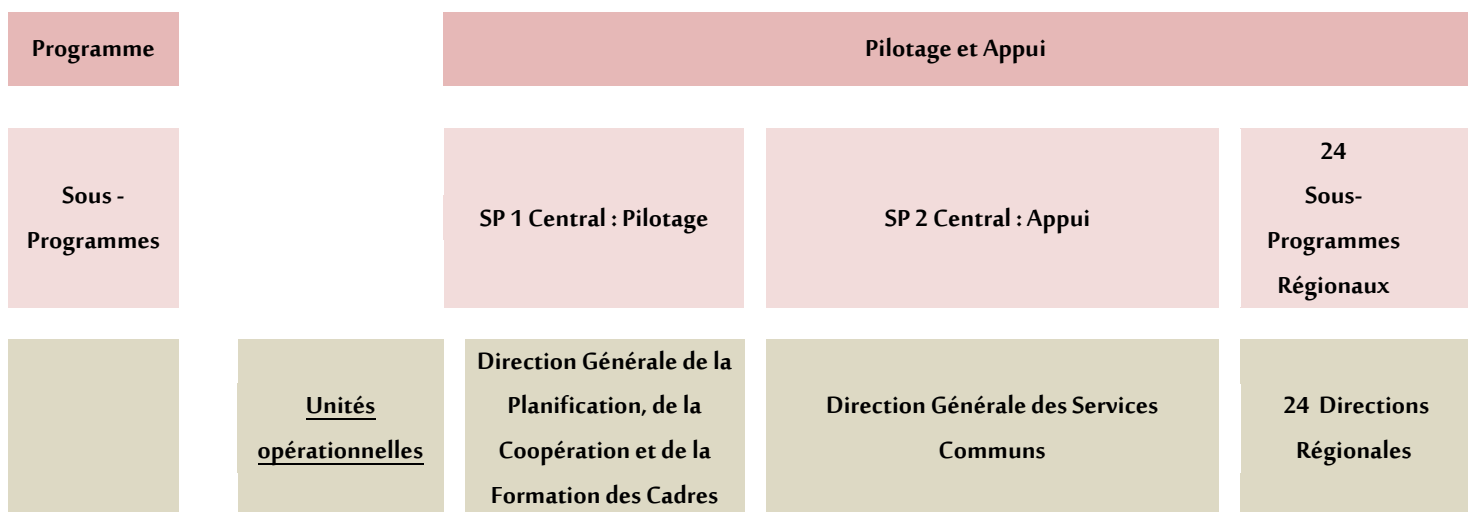 Programme
Pilotage et Appui
Sous -
Programmes
SP 1 Central : Pilotage
SP 2 Central : Appui
24
Sous-
Programmes
Régionaux
Unités
opérationnelles
Direction Générale de la
Planification, de la
Coopération et de la
Formation des Cadres
Direction Générale des Services
Communs
24 Directions
Régionales